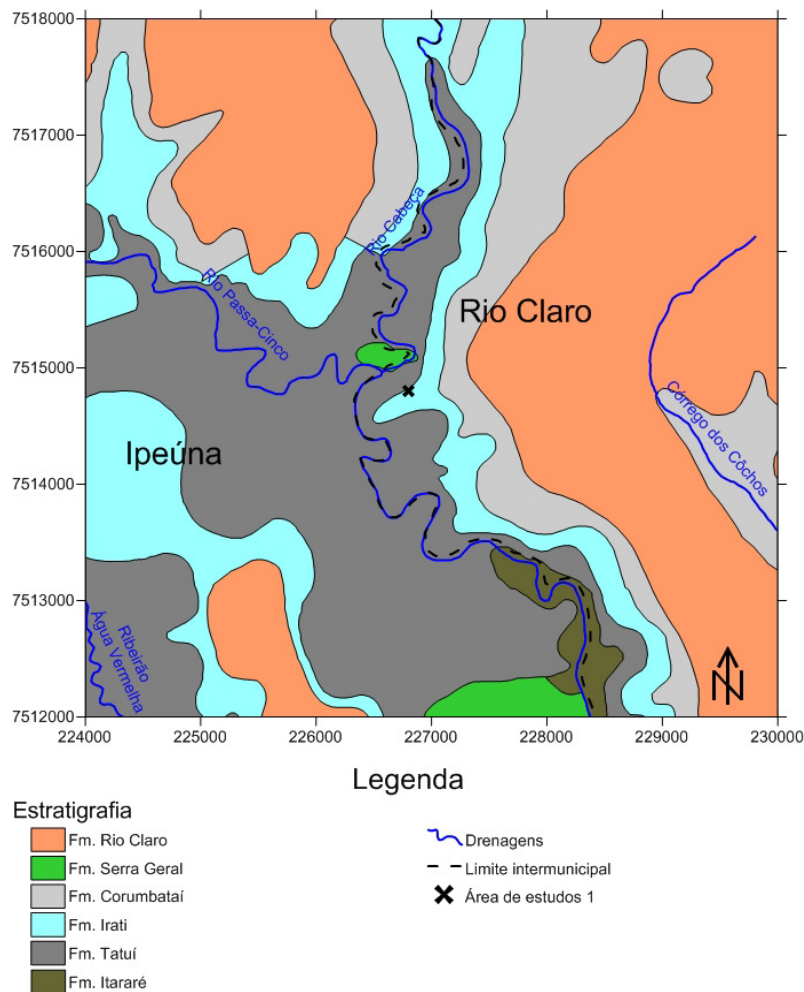 7518000
7517000
7516000
7515000
7514000
7513000
7512000
224000
225000
226000
227000
228000
229000
230000
Rio Cabeça
Rio Passa-Cinco
Rio Claro
Córrego dos Côchos
Ipeúna
Ribeirão
Água Vermelha
N
Legenda
Estratigrafia
Fm. Rio Claro
Fm. Serra Geral
Fm. Corumbataí
Fm. Irati
Fm. Tatuí
Fm. Itararé
Drenagens
Limite intermunicipal
Área de estudos 1